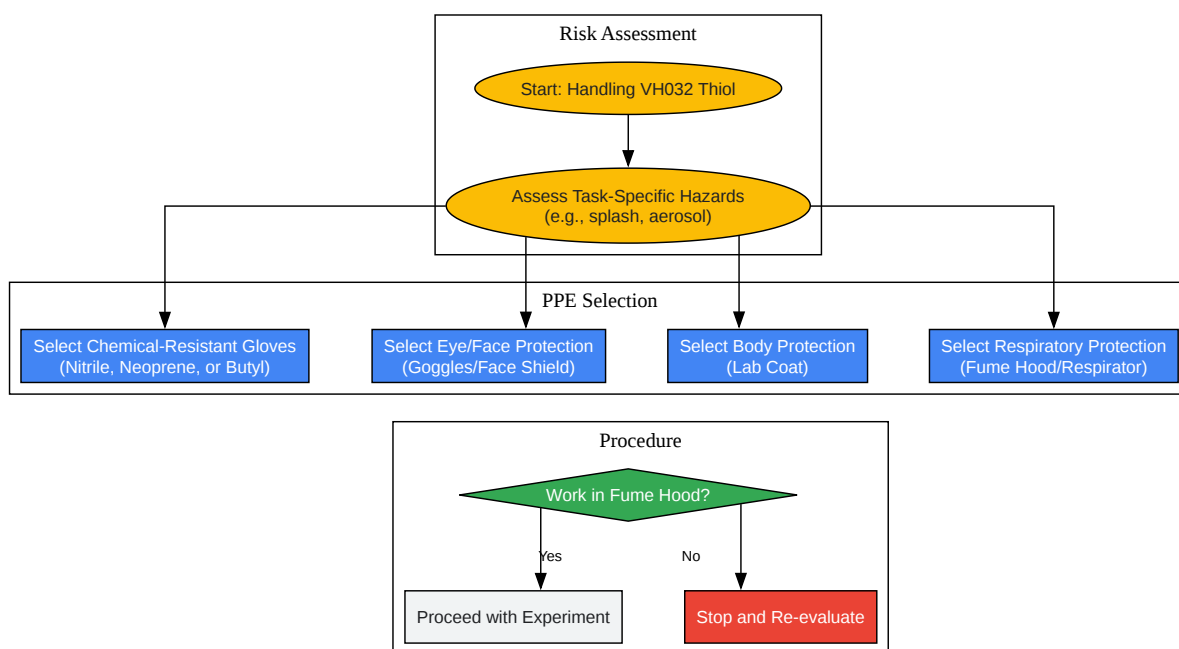 Risk Assessment
Start: Handling VH032 Thiol
Assess Task-Specific Hazards
(e.g., splash, aerosol)
PPE Selection
Select Chemical-Resistant Gloves
(Nitrile, Neoprene, or Butyl)
Select Eye/Face Protection
(Goggles/Face Shield)
Select Body Protection
(Lab Coat)
Select Respiratory Protection
(Fume Hood/Respirator)
Procedure
Work in Fume Hood?
Yes
No
Proceed with Experiment
Stop and Re-evaluate